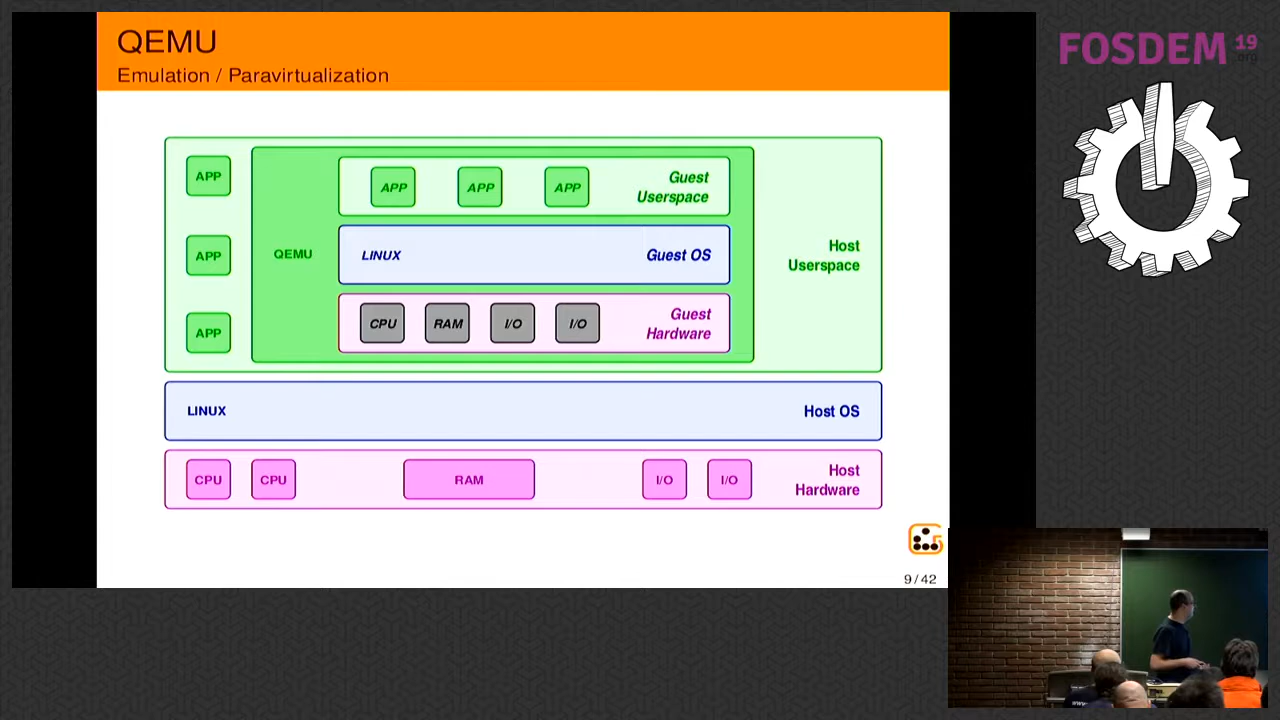 QEMU
Emulation / Paravirtualization
FOSDEM 19
.org
APP
APP
APP
QEMU
APP APP APP
Guest
Userspace
LINUX
Guest OS
CPU RAM I/O I/O
Guest
Hardware
Host
Userspace
LINUX
Host OS
CPU CPU RAM I/O I/O
Host
Hardware
9 / 42